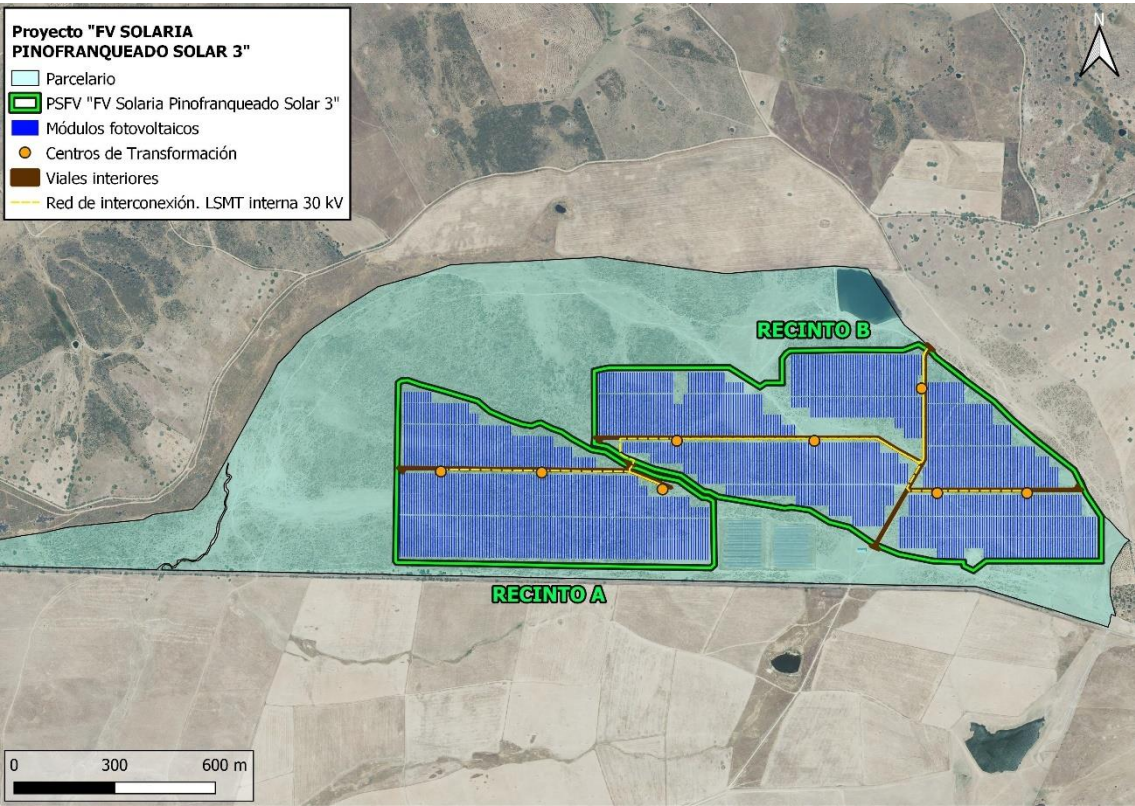 Proyecto "FV SOLARIA
PINOFRANQUEADO SOLAR 3"
Parcelario
PSFV "FV Solaria Pinofranqueado Solar 3"
Módulos fotovoltaicos
Centros de Transformación
Viales interiores
Red de interconexión. LSMT interna 30 kV
N
RECINTO B
RECINTO A
0 300 600 m